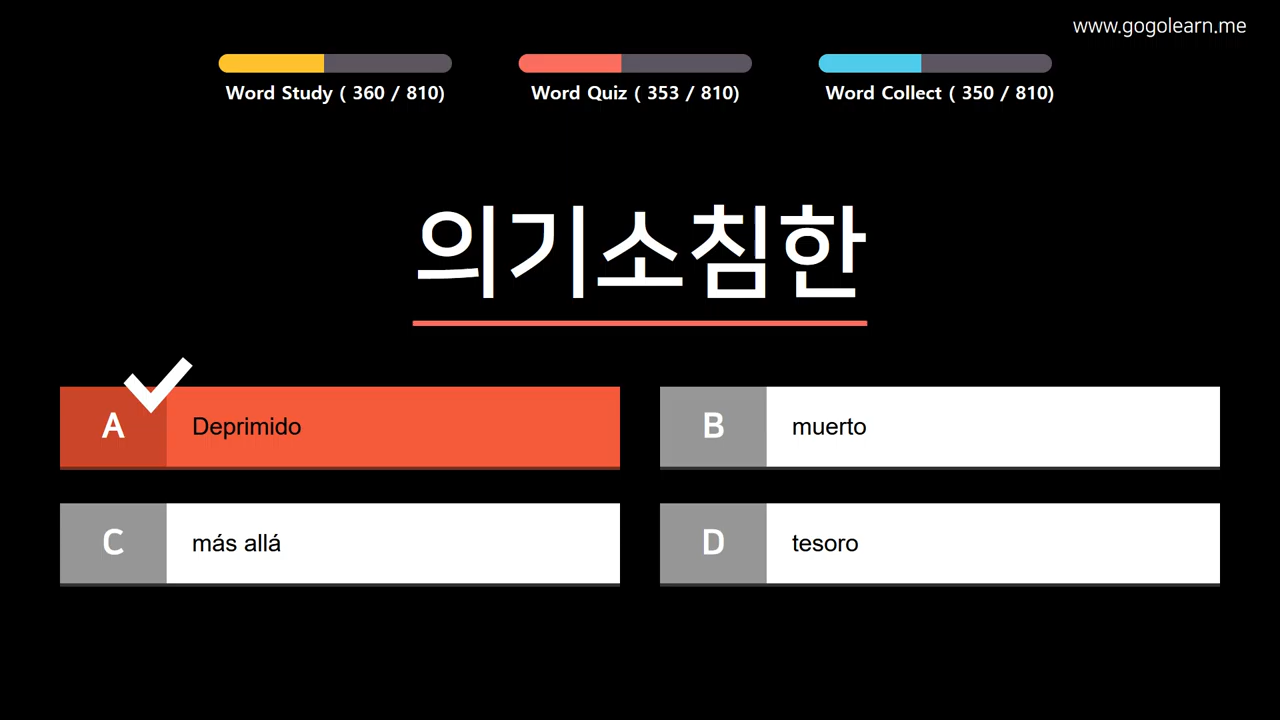 www.gogolearn.me
Word Study ( 360 / 810)
Word Quiz ( 353 / 810)
Word Collect ( 350 / 810)
의기소침한
A Deprimido
B muerto
C más allá
D tesoro